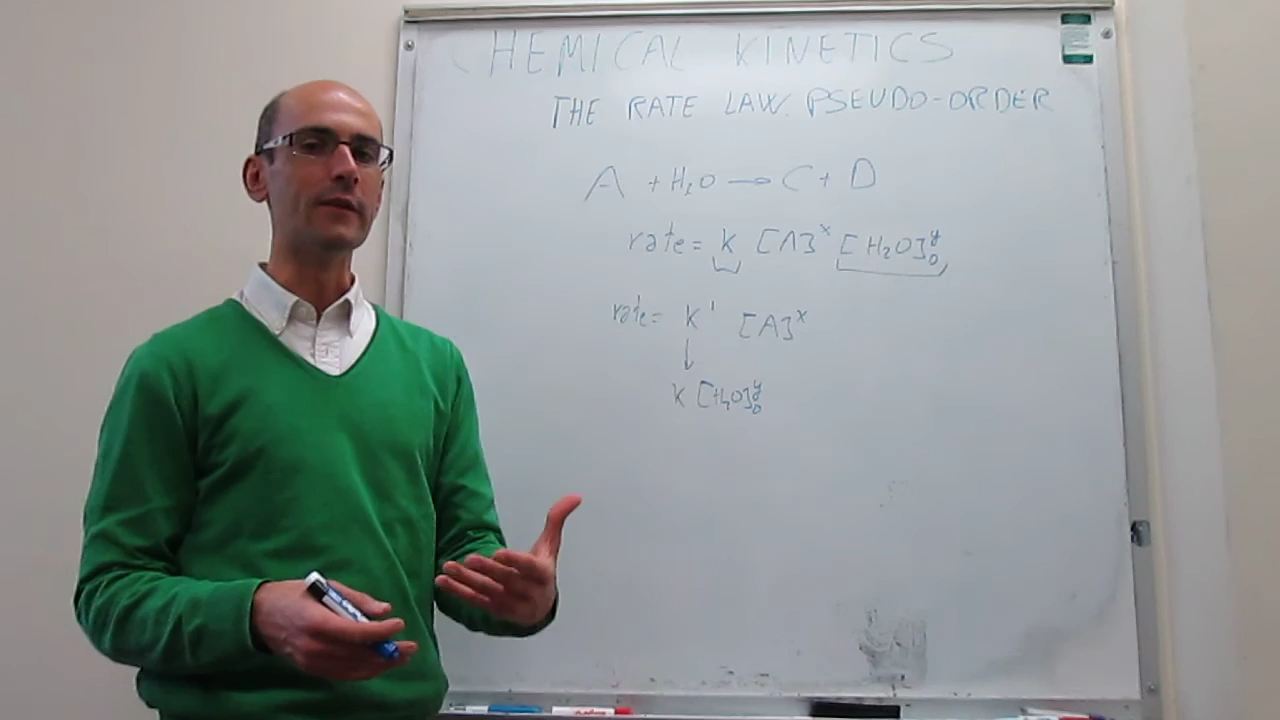 CHEMICAL KINETICS
THE RATE LAW. PSEUDO-ORDER
A + H₂O → C + D
rate = k [A]ˣ [H₂O]₀ʸ
rate = k' [A]ˣ
↓
k [H₂O]₀ʸ